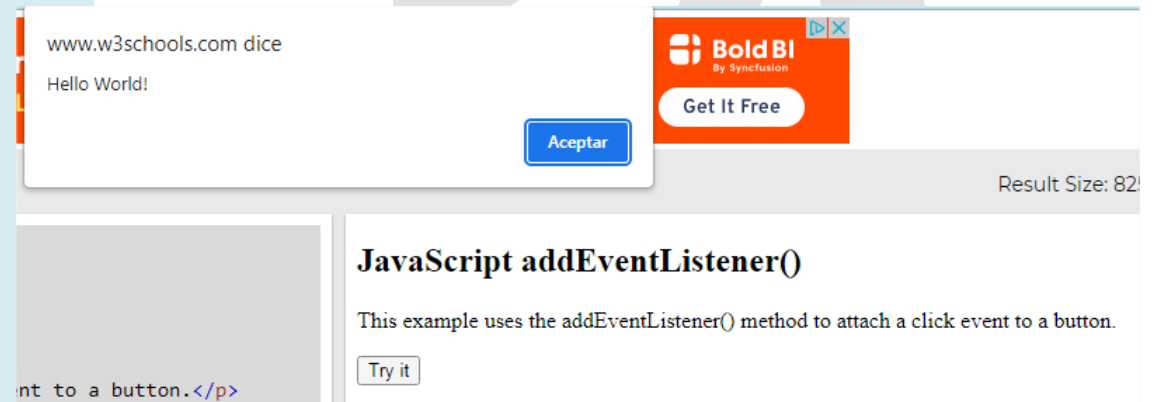 www.w3schools.com dice
Hello World!
Aceptar
Bold BI
By Syncfusion
Get It Free
Result Size: 825
JavaScript addEventListener()
This example uses the addEventListener() method to attach a click event to a button.
Try it
nt to a button.</p>